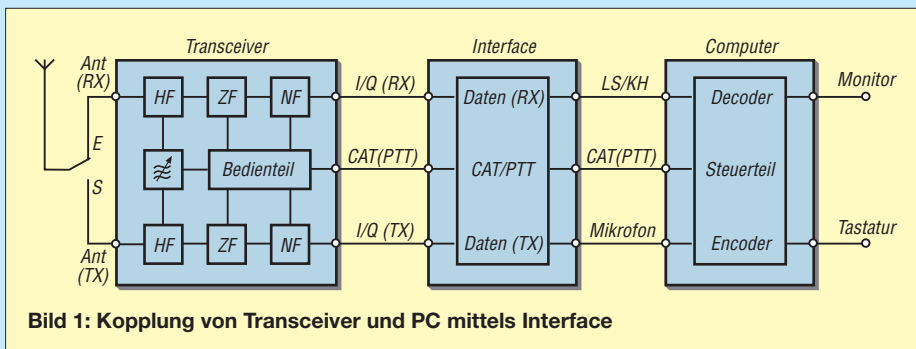 Transceiver
Interface
Computer
Ant
(RX)
HF
ZF
NF
I/Q (RX)
Daten (RX)
LS/KH
Decoder
Monitor
E
S
Bedienteil
CAT(PTT)
CAT/PTT
CAT(PTT)
Steuerteil
HF
ZF
NF
I/Q (TX)
Daten (TX)
Mikrofon
Encoder
Tastatur
Ant
(TX)
Bild 1: Kopplung von Transceiver und PC mittels Interface